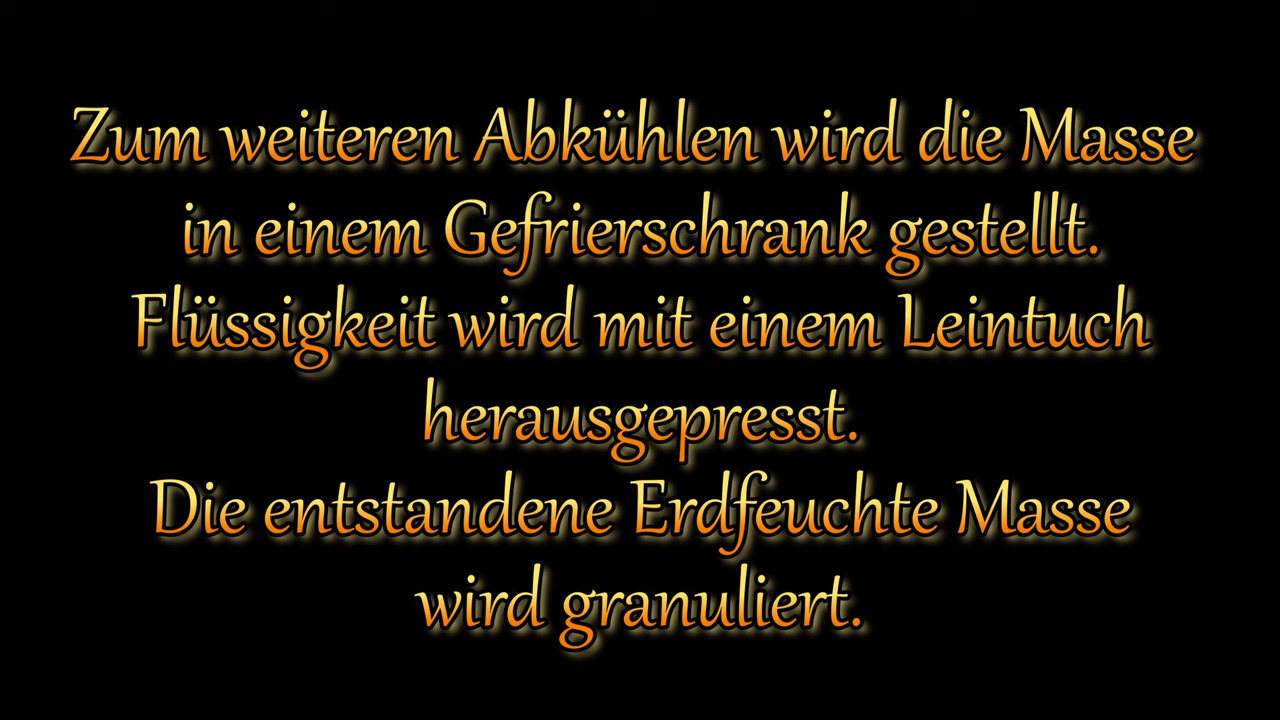 Zum weiteren Abkühlen wird die Masse
in einem Gefrierschrank gestellt.
Flüssigkeit wird mit einem Leintuch
herausgepresst.
Die entstandene Erdfeuchte Masse
wird granuliert.